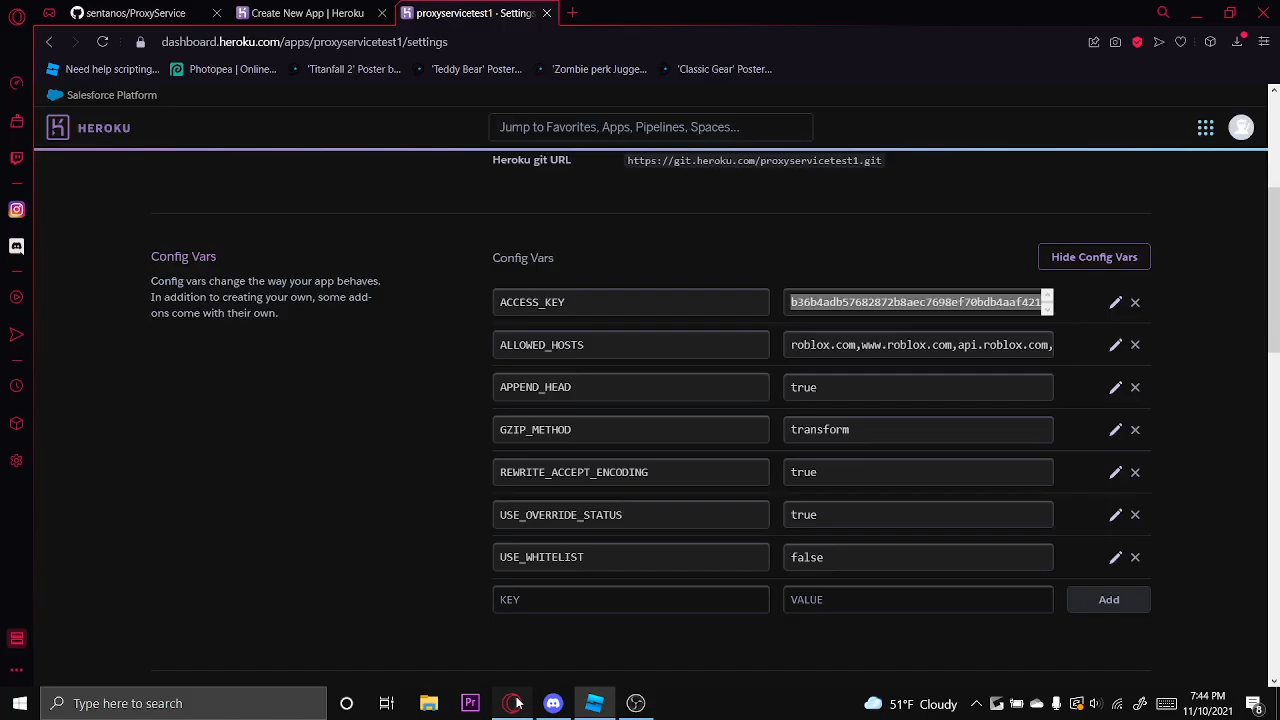 sentanos/ProxyService
Create New App | Heroku
proxyservicetest1 · Settings
dashboard.heroku.com/apps/proxyservicetest1/settings
Need help scripting...
Photopea | Online...
'Titanfall 2' Poster b...
'Teddy Bear' Poster...
'Zombie perk Jugge...
'Classic Gear' Poster...
Salesforce Platform
HEROKU
Jump to Favorites, Apps, Pipelines, Spaces...
Heroku git URL
https://git.heroku.com/proxyservicetest1.git
Config Vars
Config vars change the way your app behaves.
In addition to creating your own, some add-
ons come with their own.
Config Vars
Hide Config Vars
ACCESS_KEY
b36b4adb57682872b8aec7698ef70bdb4aaf421
ALLOWED_HOSTS
roblox.com,www.roblox.com,api.roblox.com,
APPEND_HEAD
true
GZIP_METHOD
transform
REWRITE_ACCEPT_ENCODING
true
USE_OVERRIDE_STATUS
true
USE_WHITELIST
false
KEY
VALUE
Add
Type here to search
Pr
51°F Cloudy
7:44 PM
11/10/2021
8